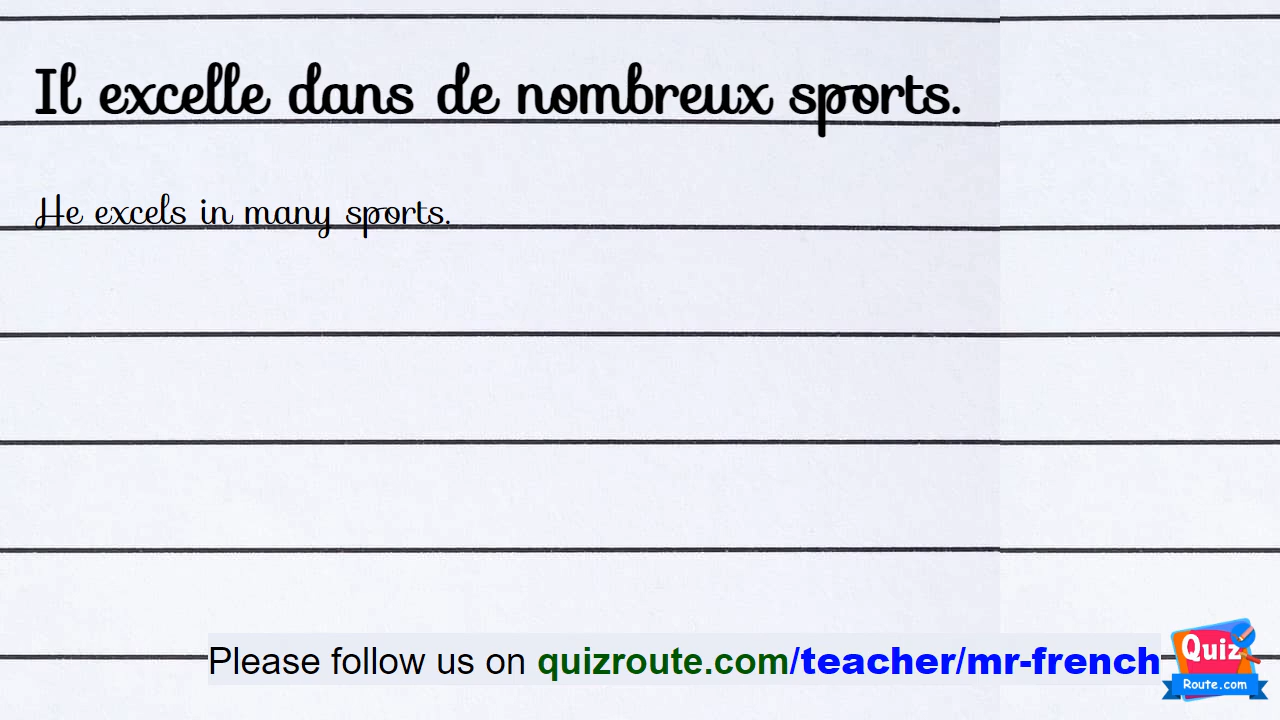 Il excelle dans de nombreux sports.
He excels in many sports.
Please follow us on quizroute.com/teacher/mr-french
Quiz
Route.com